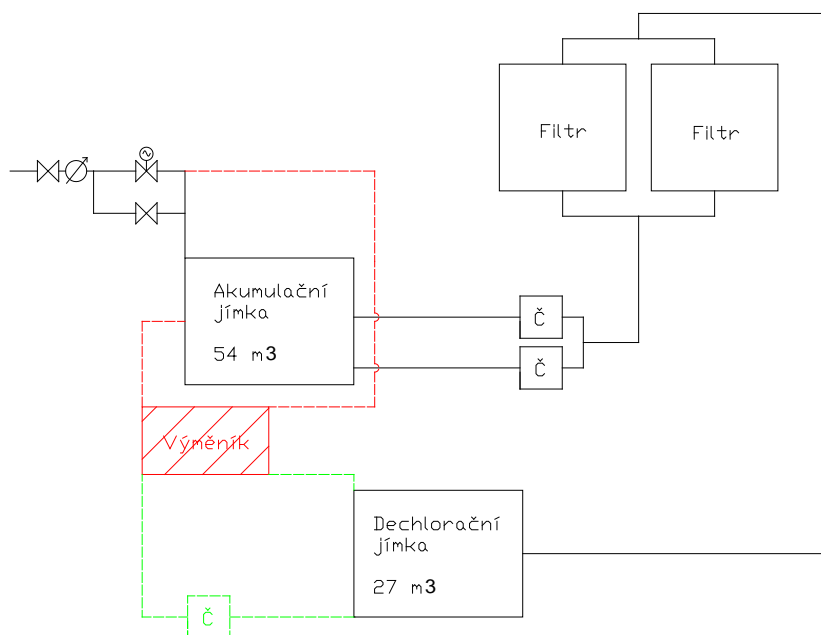 Filtr
Filtr
Akumulační
jímka
54 m3
Č
Č
Výměník
Dechlorační
jímka
27 m3
Č